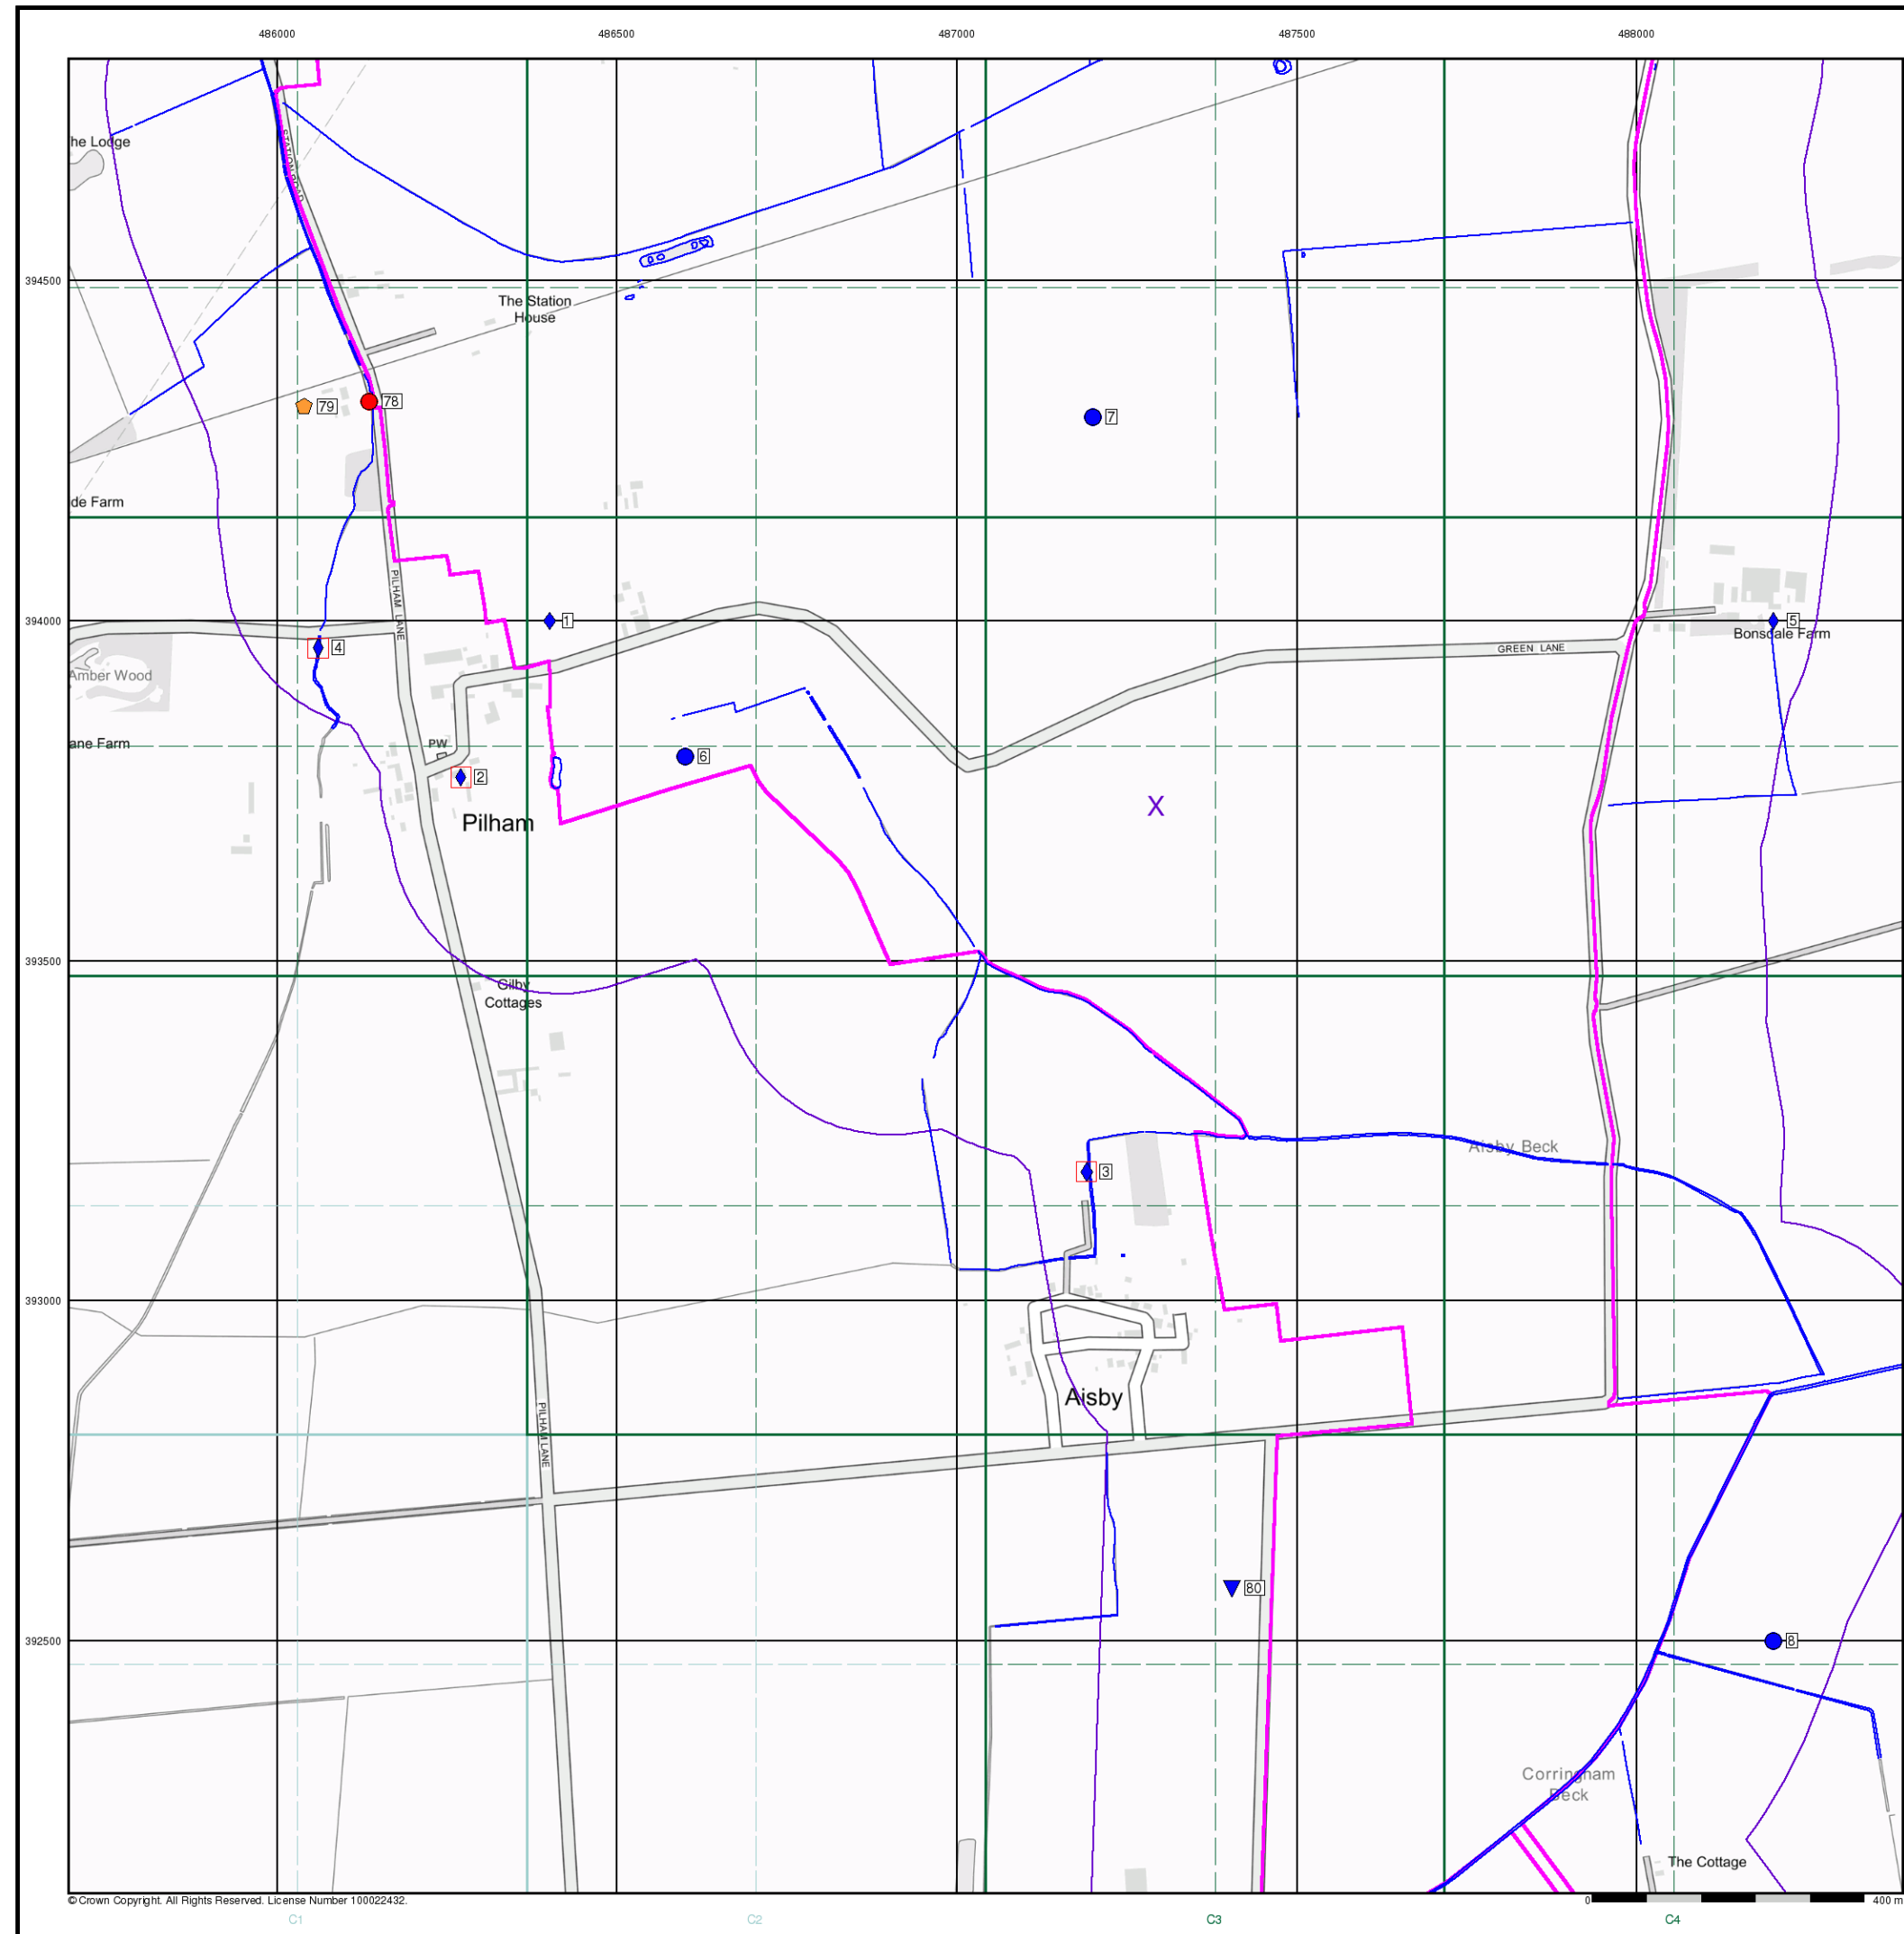 486000 486500 487000 487500 488000
STATION ROAD
he Lodge
394500
The Station
House
79
78
7
de Farm
PILHAM LANE
394000
1
5
Bonsdale Farm
4
GREEN LANE
Amber Wood
ane Farm
PW
6
2
X
Pilham
393500
Gilby
Cottages
Aisby Beck
3
393000
Aisby
PILHAM LANE
80
392500
8
Corringham
Beck
The Cottage
© Crown Copyright. All Rights Reserved. License Number 100022432.
0 400 m
C1 C2 C3 C4